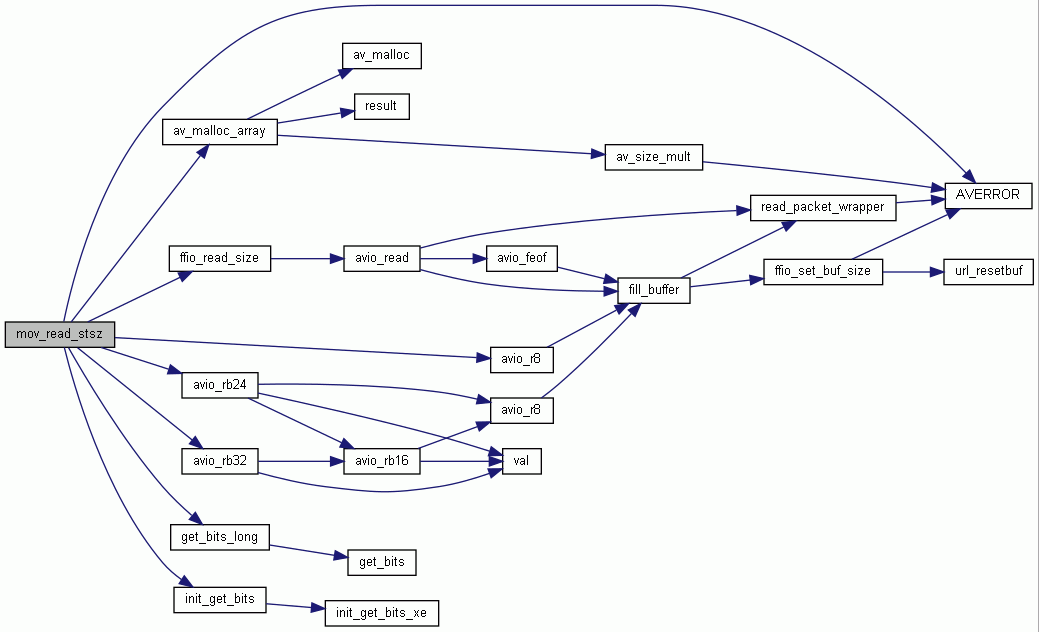 av_malloc
result
av_malloc_array
av_size_mult
AVERROR
read_packet_wrapper
ffio_read_size
avio_read
avio_feof
ffio_set_buf_size
url_resetbuf
fill_buffer
mov_read_stsz
avio_r8
avio_rb24
avio_r8
avio_rb32
avio_rb16
val
get_bits_long
get_bits
init_get_bits
init_get_bits_xe